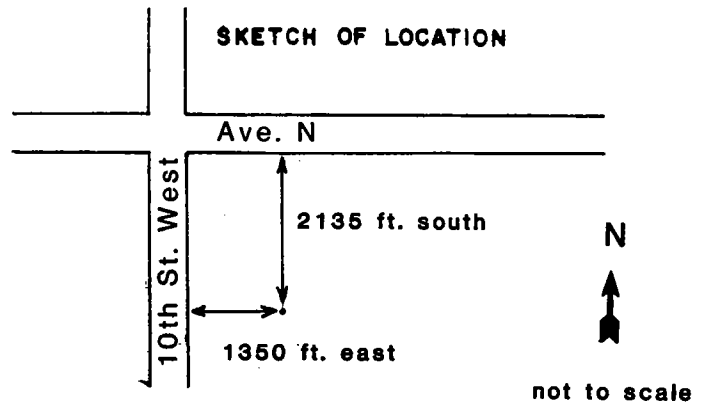 SKETCH OF LOCATION
Ave. N
10th St. West
2135 ft. south
N
1350 ft. east
not to scale